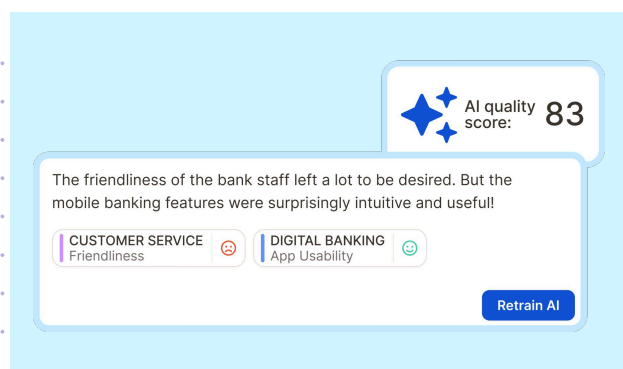 AI quality
score: 83
The friendliness of the bank staff left a lot to be desired. But the
mobile banking features were surprisingly intuitive and useful!
CUSTOMER SERVICE
Friendliness
DIGITAL BANKING
App Usability
Retrain AI